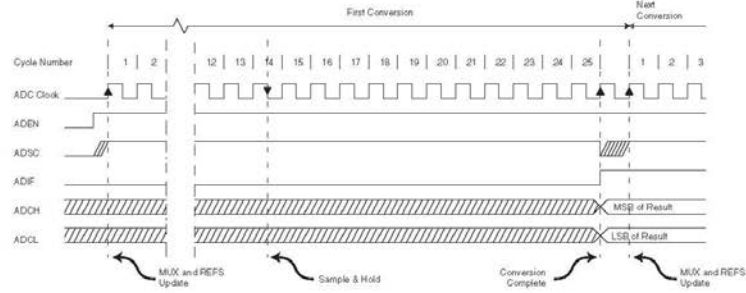 First Conversion
Next
Conversion
Cycle Number 1 2 12 13 14 15 16 17 18 19 20 21 22 23 24 25 1 2 3
ADC Clock
ADEN
ADSC
ADIF
ADCH MSB of Result
ADCL LSB of Result
MUX and REFS
Update
Sample & Hold
Conversion
Complete
MUX and REFS
Update